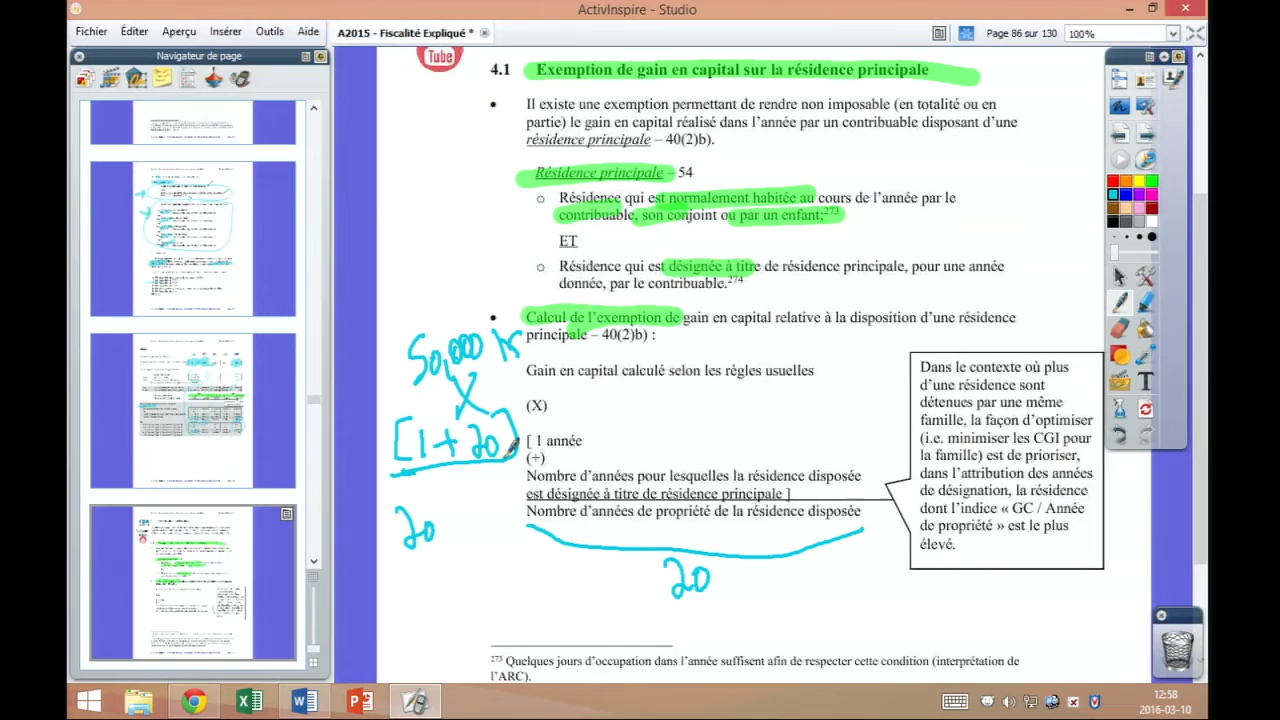 ActivInspire - Studio
Fichier Éditer Aperçu Insérer Outils Aide
A2015 - Fiscalité Expliqué *
Page 86 sur 130
100%
Navigateur de page
Tube
4.1 Exemption de gain en capital sur la résidence principale
• Il existe une exemption permettant de rendre non imposable (en totalité ou en
partie) le gain en capital réalisé dans l'année par un contribuable disposant d'une
résidence principale – 40(2)b).
Résidence principale – 54
o Résidence qui est normalement habitée au cours de l'année par le
contribuable, son conjoint ou par un enfant;273
ET
o Résidence qui est désignée à titre de résidence principale, pour une année
donnée, par le contribuable.274
• Calcul de l'exemption de gain en capital relative à la disposition d'une résidence
principale – 40(2)b) :
50,000
Gain en capital calculé selon les règles usuelles
X
(X)
[1 + 20]
[ 1 année
(+)
Nombre d'années pour lesquelles la résidence disposée
est désignée à titre de résidence principale ]
20
Nombre d'années de propriété de la résidence disposée
20
Dans le contexte où plus
d'une résidence sont
détenues par une même
famille, la façon d'optimiser
(i.e. minimiser les CGI pour
la famille) est de prioriser,
dans l'attribution des années
de désignation, la résidence
dont l'indice « GC / Année
de propriété » est le plus
élevé.
273 Quelques jours d'occupation dans l'année suffisent afin de respecter cette condition (interprétation de
l'ARC).
12:58
2016-03-10